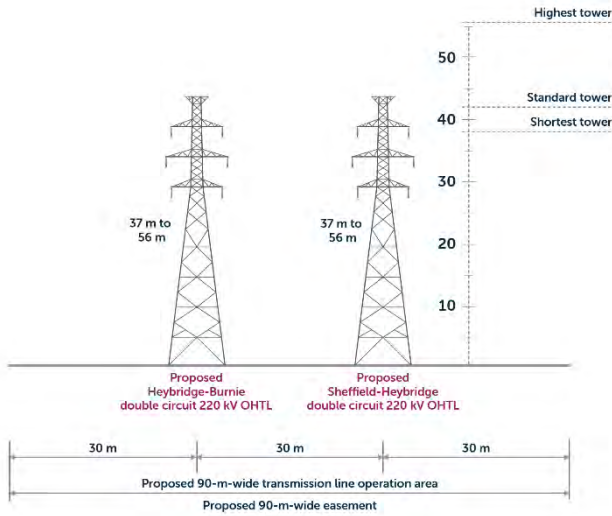 Highest tower
50
Standard tower
40
Shortest tower
30
37 m to
56 m
37 m to
56 m
20
10
Proposed
Heybridge-Burnie
double circuit 220 kV OHTL
Proposed
Sheffield-Heybridge
double circuit 220 kV OHTL
30 m
30 m
30 m
Proposed 90-m-wide transmission line operation area
Proposed 90-m-wide easement